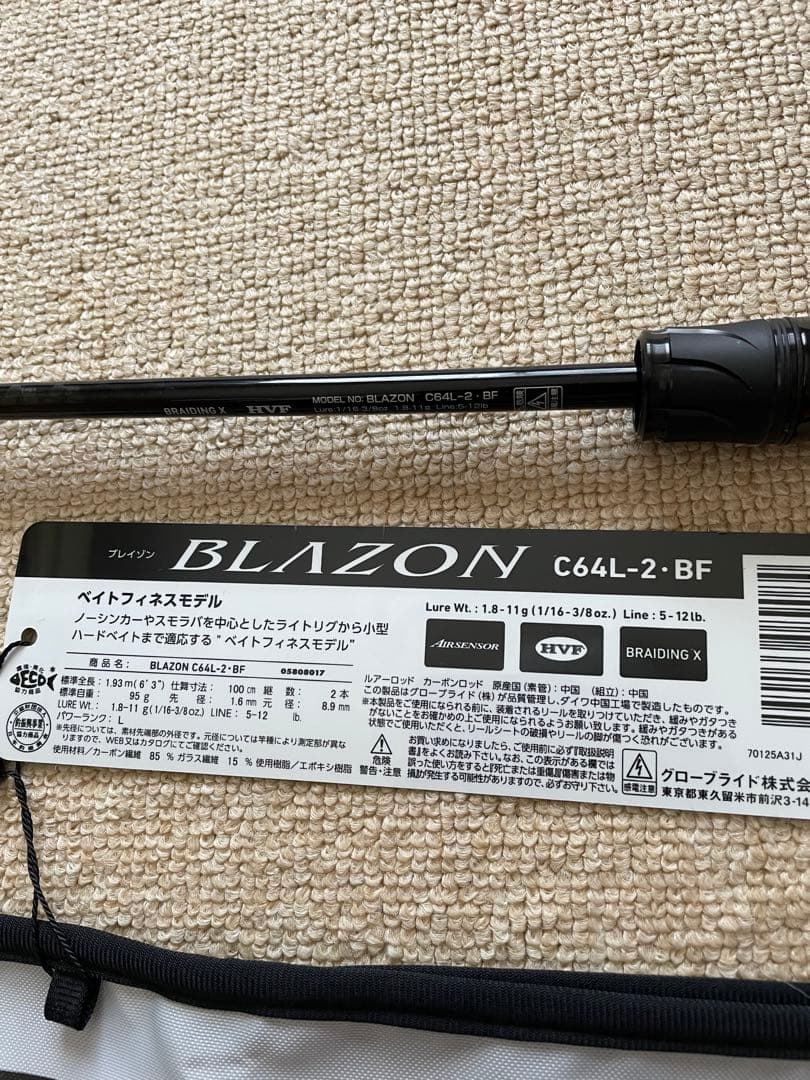 BRAIDING X HVF MODEL NO: BLAZON C64L-2・BF
Lure:1/16-3/8oz 1.8-11g Line:5-12lb
ブレイゾン BLAZON C64L-2・BF
ベイトフィネスモデル
ノーシンカーやスモラバを中心としたライトリグから小型
ハードベイトまで適応する"ベイトフィネスモデル"
Lure Wt. : 1.8-11g (1/16-3/8oz.) Line : 5-12lb.
AIRSENSOR HVF BRAIDING X
商品名: BLAZON C64L-2・BF 05808017
標準全長: 1.93m(6'3") 仕舞寸法: 100cm 継数: 2本
標準自重: 95g 先径: 1.6mm 元径: 8.9mm
LURE Wt.: 1.8-11g(1/16-3/8oz.) LINE: 5-12 lb.
パワーランク: L
※先径については、素材先端部の外径です。元径については竿種により測定部が異な
りますので、WEB又はカタログにてご確認ください。
使用材料/カーボン繊維 85% ガラス繊維 15% 使用樹脂/エポキシ樹脂
ECO
協力商品
ルアーロッド カーボンロッド 原産国(素管):中国 (組立):中国
この製品はグローブライド(株)が品質管理し、ダイワ中国工場で製造したものです。
※本製品をご使用になられる前に、装着されるリールを取りつけていただき、緩みやガタつき
がないことをお確かめの上ご使用になられるようお願い致します。緩みやガタつきがある
状態でご使用いただくと、リールシートの破損やリールの脚が傷つく恐れがございます。
危険
警告・注意
お買い求めになりましたら、ご使用前に必ず『取扱説明
書』をよくお読み下さい。なお、この表示がある欄では
誤った使い方をすると『死亡または重傷』『傷害または物
損』が発生する可能性がありますので、必ずお守り下さい。
感電注意
70125A31J
グローブライド株式会
東京都東久留米市前沢3-14